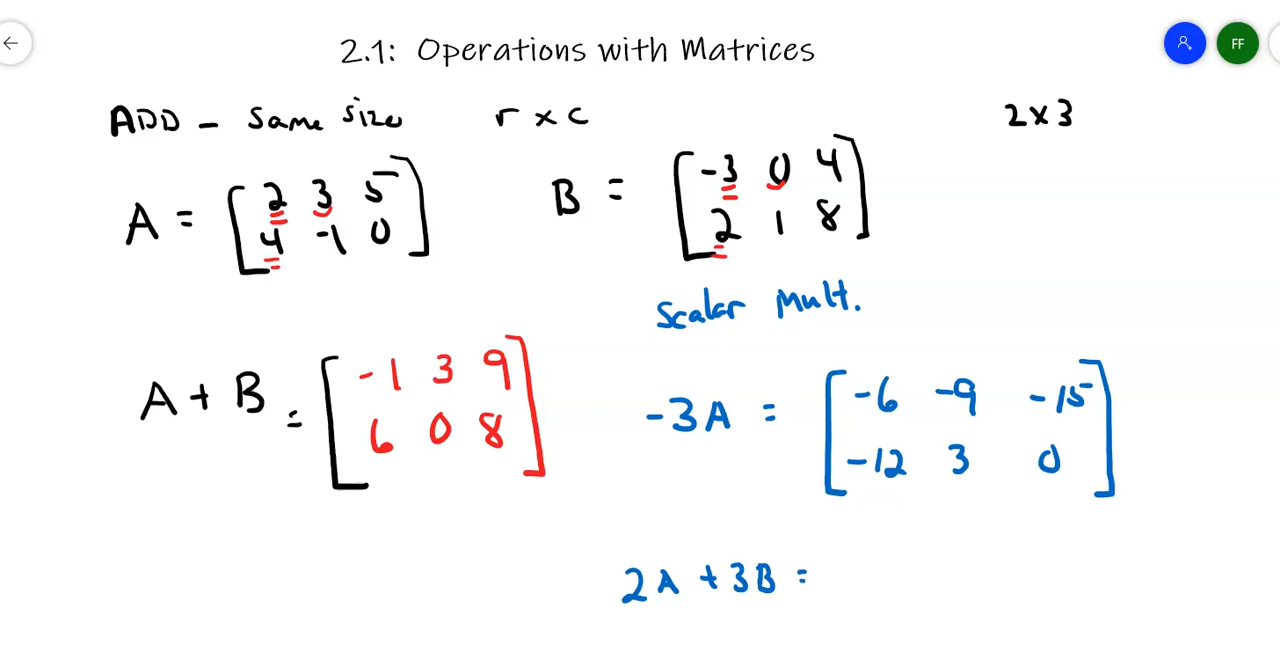 2.1: Operations with Matrices
FF
ADD - Same size r x c 2 x 3
A = [2 3 5
4 -1 0]
B = [-3 0 4
2 1 8]
Scalar Mult.
A + B = [-1 3 9
6 0 8]
-3A = [-6 -9 -15
-12 3 0]
2A + 3B =